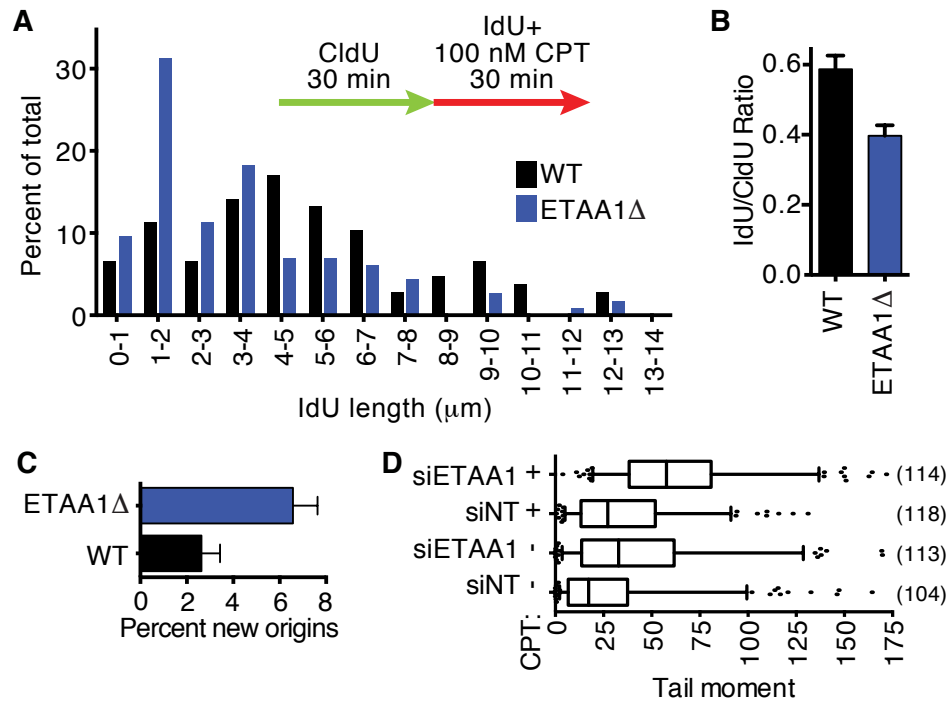 A
CldU
30 min
IdU+
100 nM CPT
30 min
Percent of total
30
20
10
0
WT
ETAA1Δ
0-1
1-2
2-3
3-4
4-5
5-6
6-7
7-8
8-9
9-10
10-11
11-12
12-13
13-14
IdU length (μm)
B
IdU/CldU Ratio
0.6
0.4
0.2
0.0
WT
ETAA1Δ
C
ETAA1Δ
WT
0 2 4 6 8
Percent new origins
D
siETAA1 + (114)
siNT + (118)
siETAA1 - (113)
siNT - (104)
CPT:
0 25 50 75 100 125 150 175
Tail moment